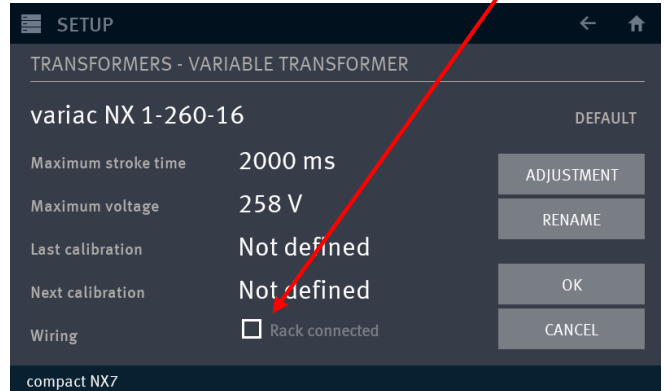 SETUP
TRANSFORMERS - VARIABLE TRANSFORMER
variac NX 1-260-16 DEFAULT
Maximum stroke time 2000 ms
ADJUSTMENT
Maximum voltage 258 V
RENAME
Last calibration Not defined
Next calibration Not defined OK
Wiring Rack connected CANCEL
compact NX7